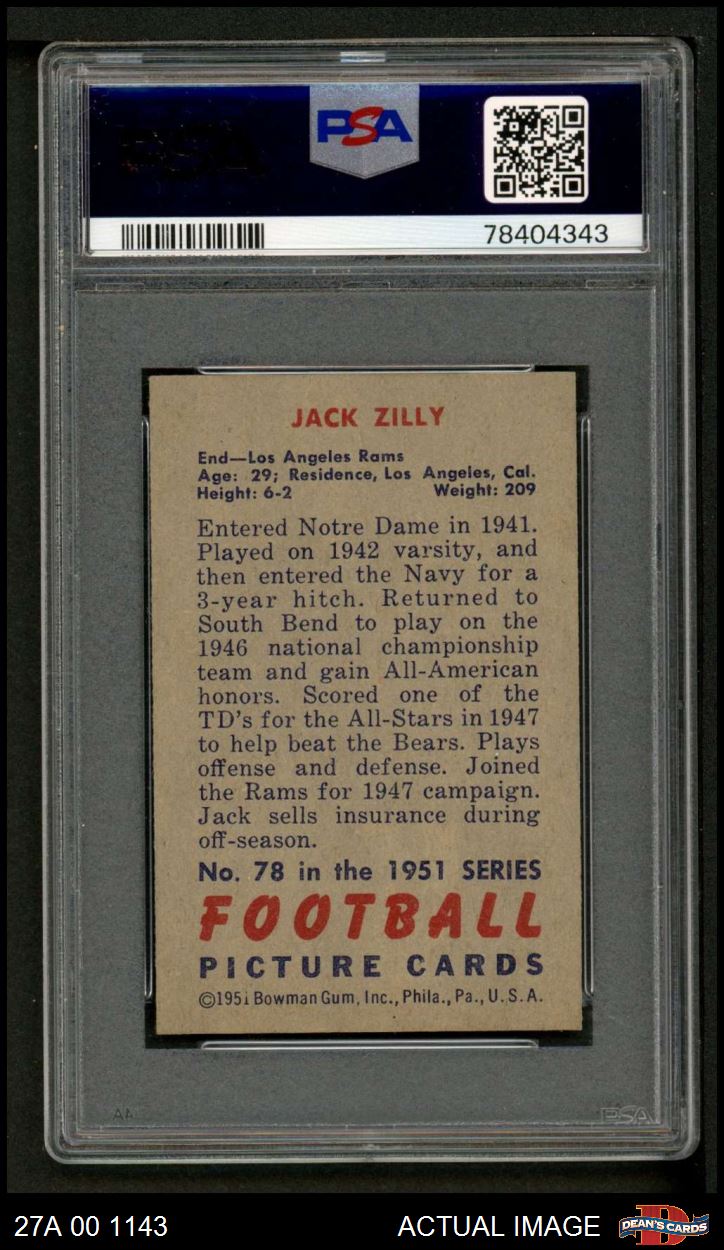 PSA
78404343
JACK ZILLY
End—Los Angeles Rams
Age: 29; Residence, Los Angeles, Cal.
Height: 6-2 Weight: 209
Entered Notre Dame in 1941.
Played on 1942 varsity, and
then entered the Navy for a
3-year hitch. Returned to
South Bend to play on the
1946 national championship
team and gain All-American
honors. Scored one of the
TD's for the All-Stars in 1947
to help beat the Bears. Plays
offense and defense. Joined
the Rams for 1947 campaign.
Jack sells insurance during
off-season.
No. 78 in the 1951 SERIES
FOOTBALL
PICTURE CARDS
©1951 Bowman Gum, Inc., Phila., Pa., U.S.A.
AA PSA
27A 00 1143 ACTUAL IMAGE DEAN'S CARDS